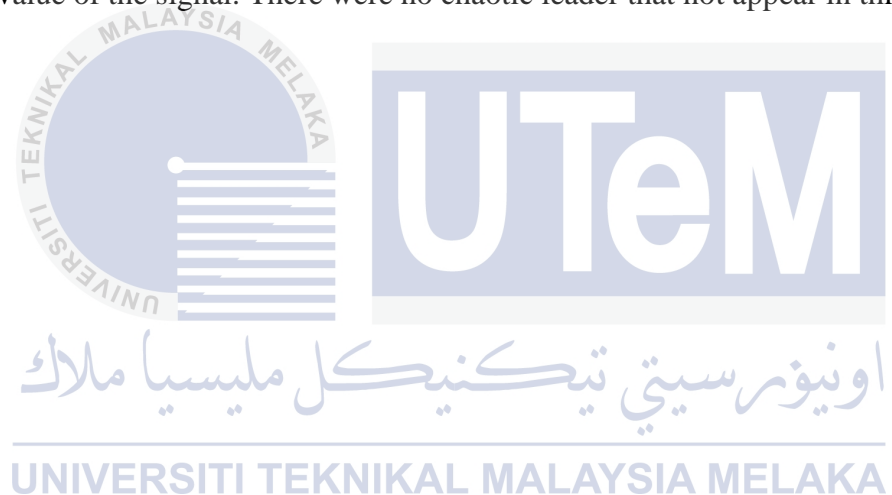 value of the signal. There were no chaotic leader that not appear in
UNIVERSITI TEKNIKAL MALAYSIA MELAKA
UTeM
اونيۏرسيتي تيكنيكل مليسيا ملاك
UNIVERSITI TEKNIKAL MALAYSIA MELAKA